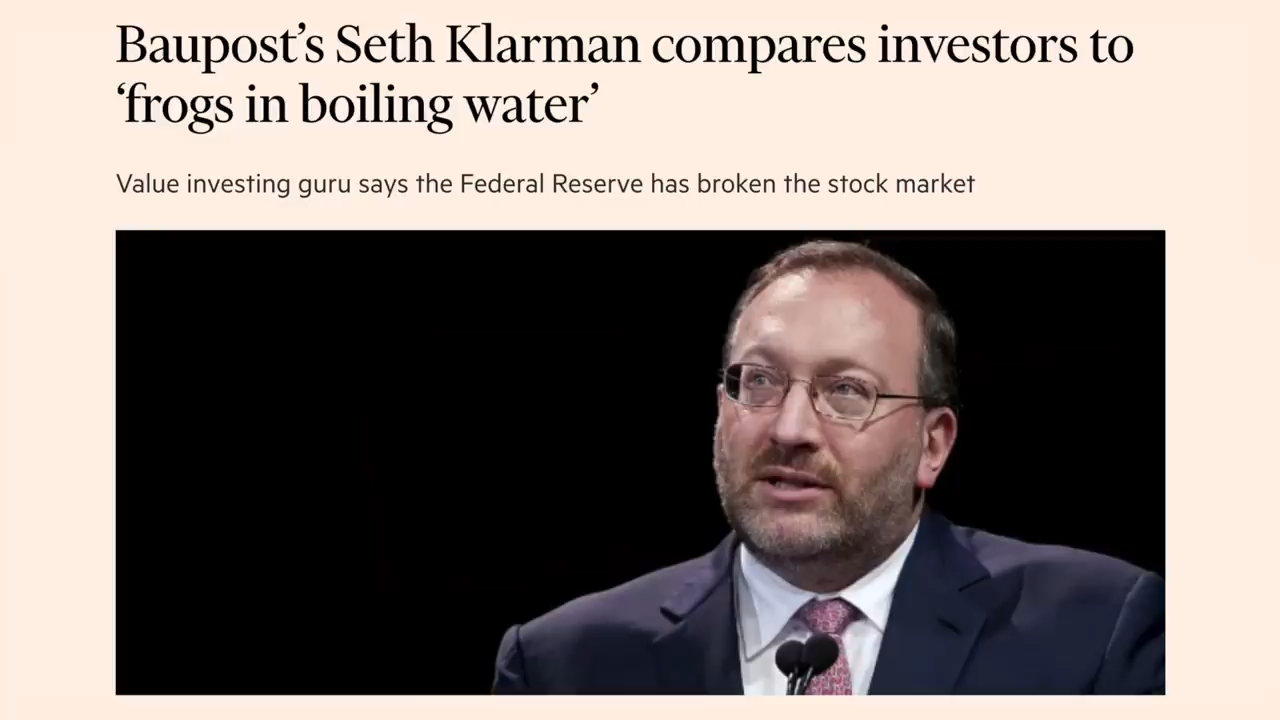 Baupost’s Seth Klarman compares investors to
‘frogs in boiling water’
Value investing guru says the Federal Reserve has broken the stock market